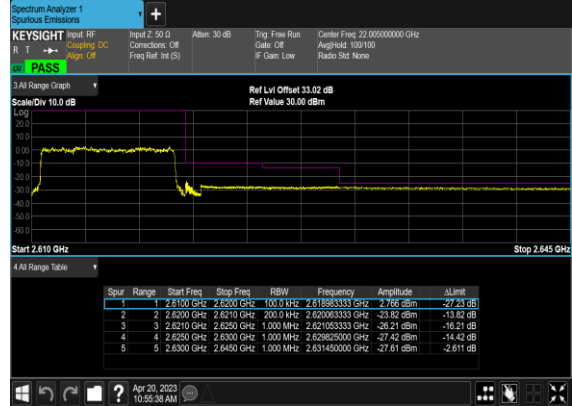 Spectrum Analyzer 1
Spurious Emissions
+
KEYSIGHT Input: RF Input Z: 50 Ω Atten: 30 dB Trig: Free Run Center Freq: 22.005000000 GHz
R T Coupling: DC Corrections: Off Gate: Off Avg|Hold: 100/100
Align: Off Freq Ref: Int (S) IF Gain: Low Radio Std: None
PASS
3 All Range Graph
Ref Lvl Offset 33.02 dB
Scale/Div 10.0 dB Ref Value 30.00 dBm
Log
20.0
10.0
0.00
-10.0
-20.0
-30.0
-40.0
-50.0
-60.0
Start 2.610 GHz Stop 2.645 GHz
4 All Range Table
Spur Range Start Freq Stop Freq RBW Frequency Amplitude ΔLimit
1 1 2.6100 GHz 2.6200 GHz 100.0 kHz 2.618983333 GHz 2.766 dBm -27.23 dB
2 2 2.6200 GHz 2.6210 GHz 200.0 kHz 2.620063333 GHz -23.82 dBm -13.82 dB
3 3 2.6210 GHz 2.6250 GHz 1.000 MHz 2.621053333 GHz -26.21 dBm -16.21 dB
4 4 2.6250 GHz 2.6300 GHz 1.000 MHz 2.629825000 GHz -27.42 dBm -14.42 dB
5 5 2.6300 GHz 2.6450 GHz 1.000 MHz 2.631450000 GHz -27.61 dBm -2.611 dB
? Apr 20, 2023
10:55:38 AM